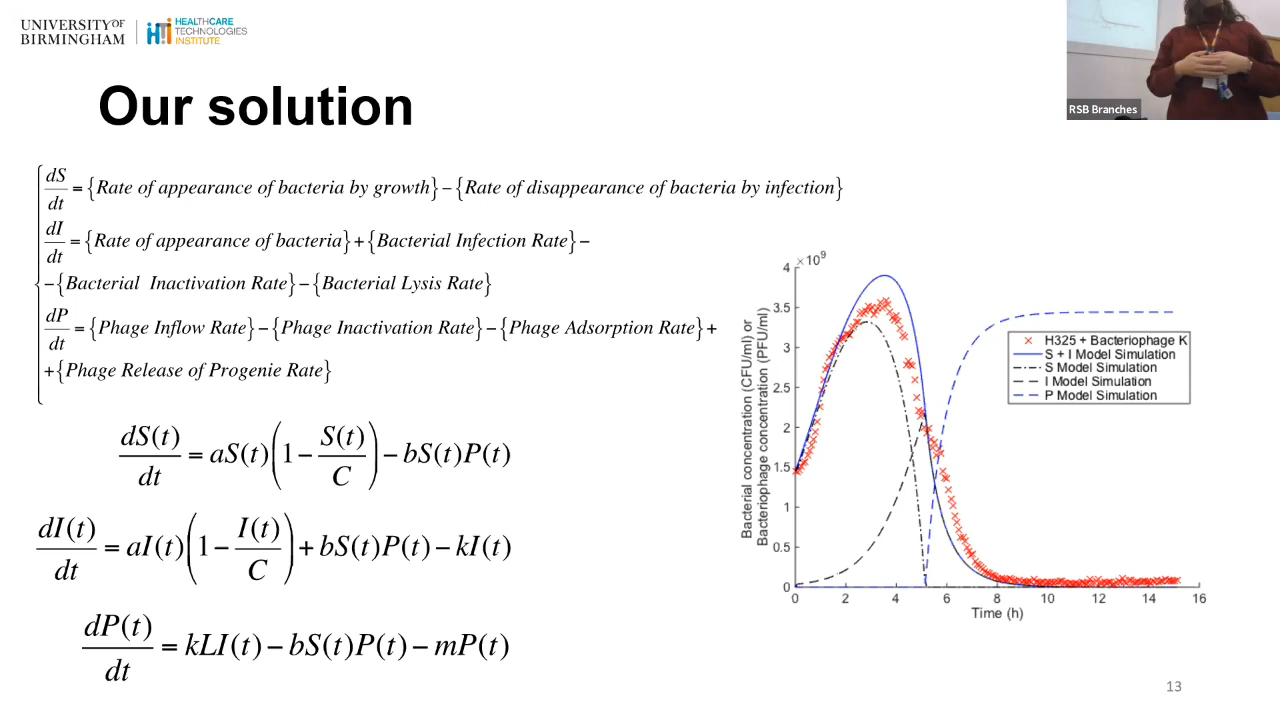 UNIVERSITY OF
BIRMINGHAM
HEALTHCARE
TECHNOLOGIES
INSTITUTE
RSB Branches
Our solution
dS/dt = {Rate of appearance of bacteria by growth} − {Rate of disappearance of bacteria by infection}
dI/dt = {Rate of appearance of bacteria} + {Bacterial Infection Rate} −
− {Bacterial Inactivation Rate} − {Bacterial Lysis Rate}
dP/dt = {Phage Inflow Rate} − {Phage Inactivation Rate} − {Phage Adsorption Rate} +
+ {Phage Release of Progenie Rate}
dS(t)/dt = aS(t)(1 − S(t)/C) − bS(t)P(t)
dI(t)/dt = aI(t)(1 − I(t)/C) + bS(t)P(t) − kI(t)
dP(t)/dt = kLI(t) − bS(t)P(t) − mP(t)
×10⁹
4
3.5
3
2.5
2
1.5
1
0.5
0
Bacterial concentration (CFU/ml) or
Bacteriophage concentration (PFU/ml)
H325 + Bacteriophage K
S + I Model Simulation
S Model Simulation
I Model Simulation
P Model Simulation
0 2 4 6 8 10 12 14 16
Time (h)
13